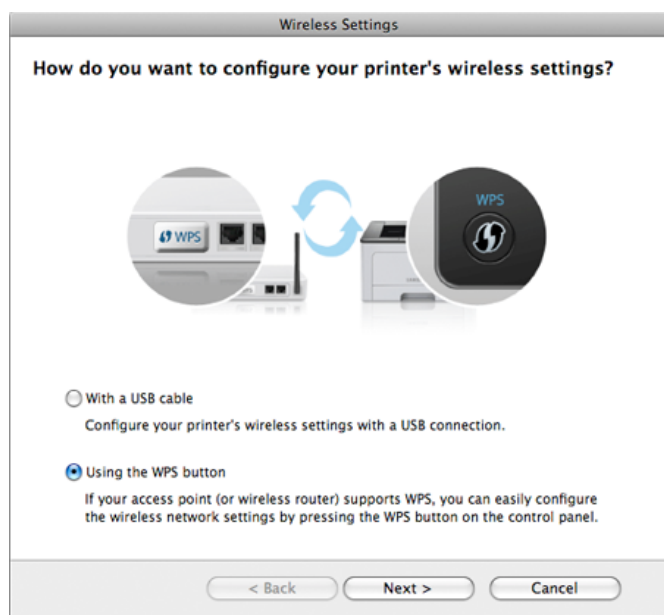 Wireless Settings
How do you want to configure your printer's wireless settings?
WPS
WPS
With a USB cable
Configure your printer's wireless settings with a USB connection.
Using the WPS button
If your access point (or wireless router) supports WPS, you can easily configure
the wireless network settings by pressing the WPS button on the control panel.
< Back
Next >
Cancel